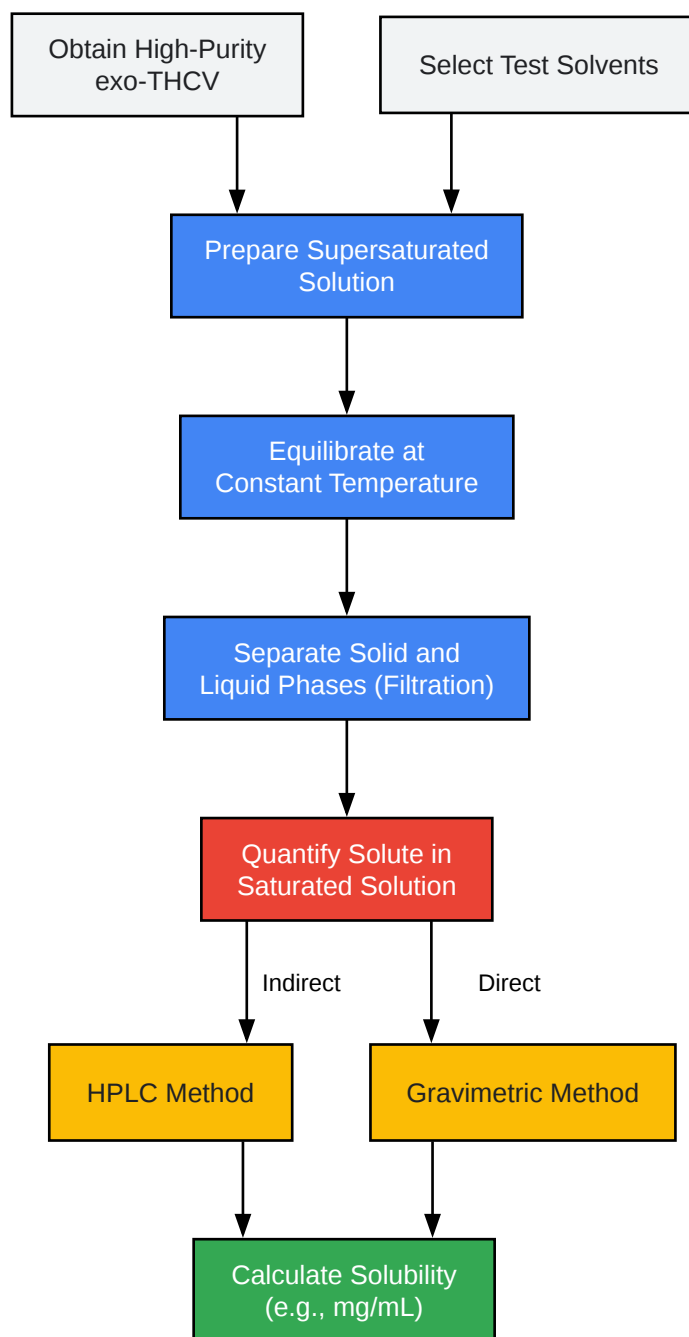 Obtain High-Purity
exo-THCV
Select Test Solvents
Prepare Supersaturated
Solution
Equilibrate at
Constant Temperature
Separate Solid and
Liquid Phases (Filtration)
Quantify Solute in
Saturated Solution
Indirect
Direct
HPLC Method
Gravimetric Method
Calculate Solubility
(e.g., mg/mL)